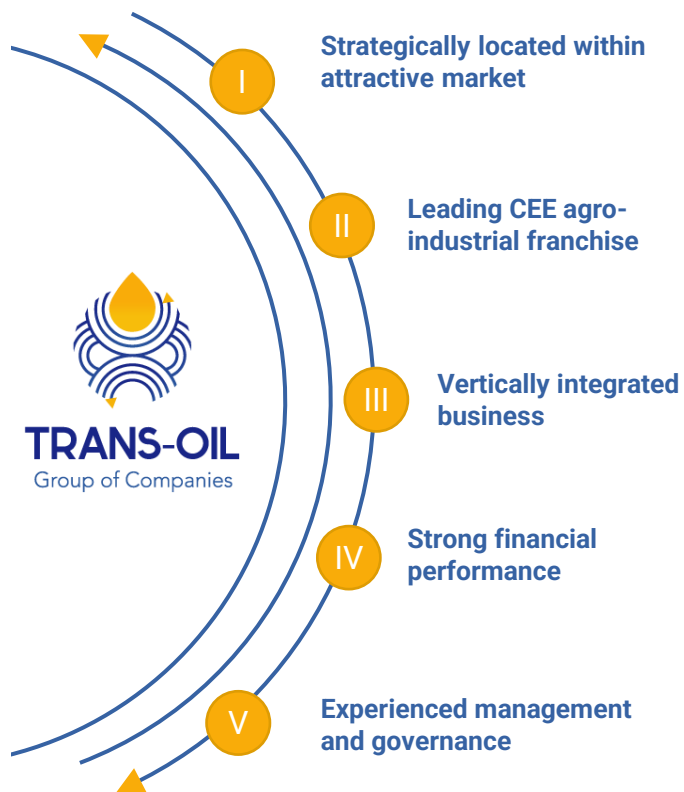 I
Strategically located within
attractive market
II
Leading CEE agro-
industrial franchise
III
Vertically integrated
business
TRANS-OIL
Group of Companies
IV
Strong financial
performance
V
Experienced management
and governance